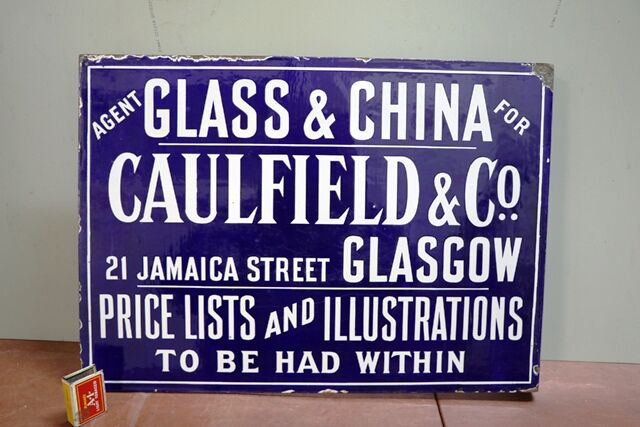 AGENT GLASS & CHINA FOR
CAULFIELD & Co.
21 JAMAICA STREET GLASGOW
PRICE LISTS AND ILLUSTRATIONS
TO BE HAD WITHIN
A+